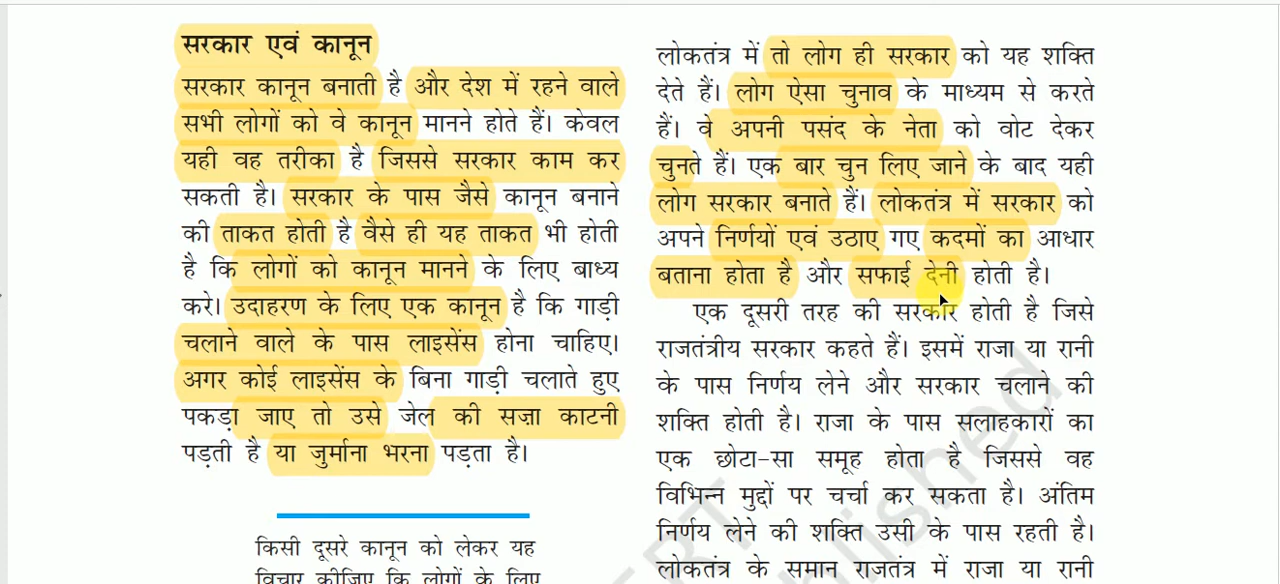 सरकार एवं कानून
सरकार कानून बनाती है और देश में रहने वाले
सभी लोगों को वे कानून मानने होते हैं। केवल
यही वह तरीका है जिससे सरकार काम कर
सकती है। सरकार के पास जैसे कानून बनाने
की ताकत होती है वैसे ही यह ताकत भी होती
है कि लोगों को कानून मानने के लिए बाध्य
करे। उदाहरण के लिए एक कानून है कि गाड़ी
चलाने वाले के पास लाइसेंस होना चाहिए।
अगर कोई लाइसेंस के बिना गाड़ी चलाते हुए
पकड़ा जाए तो उसे जेल की सज़ा काटनी
पड़ती है या जुर्माना भरना पड़ता है।
किसी दूसरे कानून को लेकर यह
विचार कीजिए कि लोगों के लिए
लोकतंत्र में तो लोग ही सरकार को यह शक्ति
देते हैं। लोग ऐसा चुनाव के माध्यम से करते
हैं। वे अपनी पसंद के नेता को वोट देकर
चुनते हैं। एक बार चुन लिए जाने के बाद यही
लोग सरकार बनाते हैं। लोकतंत्र में सरकार को
अपने निर्णयों एवं उठाए गए कदमों का आधार
बताना होता है और सफाई देनी होती है।
एक दूसरी तरह की सरकार होती है जिसे
राजतंत्रीय सरकार कहते हैं। इसमें राजा या रानी
के पास निर्णय लेने और सरकार चलाने की
शक्ति होती है। राजा के पास सलाहकारों का
एक छोटा-सा समूह होता है जिससे वह
विभिन्न मुद्दों पर चर्चा कर सकता है। अंतिम
निर्णय लेने की शक्ति उसी के पास रहती है।
लोकतंत्र के समान राजतंत्र में राजा या रानी